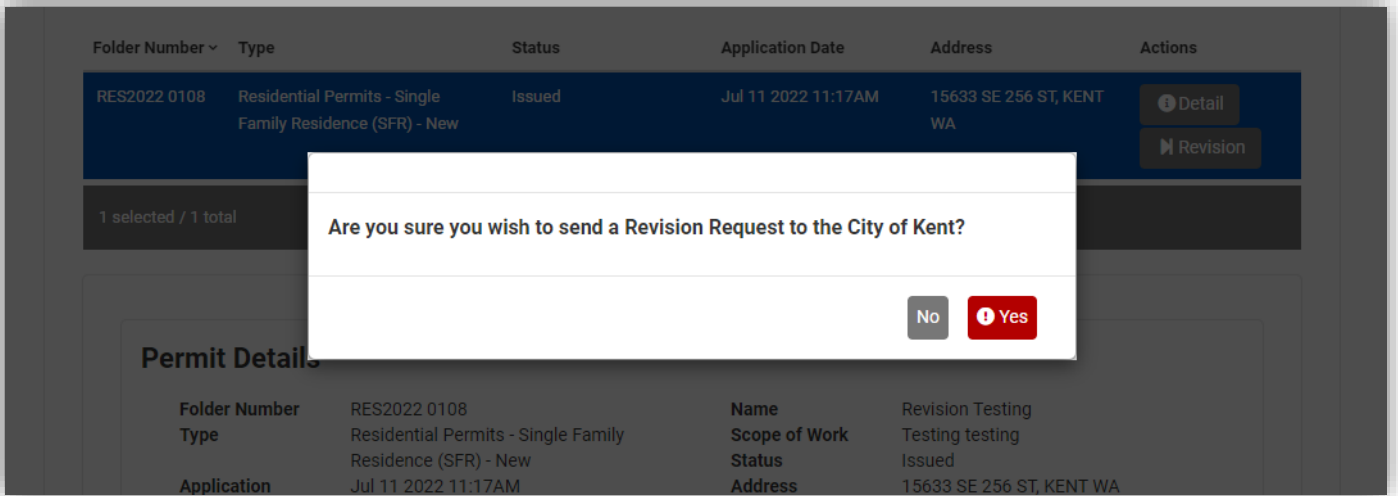 Folder Number Type Status Application Date Address Actions
RES2022 0108 Residential Permits - Single Issued Jul 11 2022 11:17AM 15633 SE 256 ST, KENT Detail
Family Residence (SFR) - New WA
Revision
1 selected / 1 total
Are you sure you wish to send a Revision Request to the City of Kent?
No Yes
Permit Details
Folder Number RES2022 0108 Name Revision Testing
Type Residential Permits - Single Family Scope of Work Testing testing
Residence (SFR) - New Status Issued
Application Jul 11 2022 11:17AM Address 15633 SE 256 ST, KENT WA